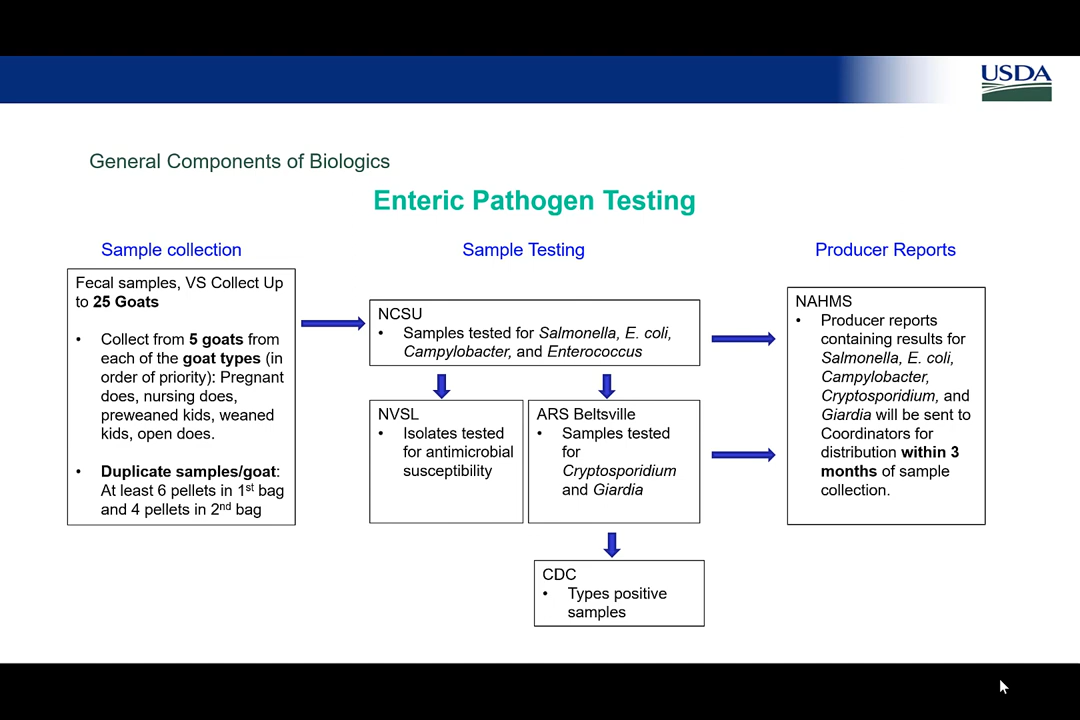 USDA
General Components of Biologics
Enteric Pathogen Testing
Sample collection
Fecal samples, VS Collect Up
to 25 Goats
• Collect from 5 goats from
each of the goat types (in
order of priority): Pregnant
does, nursing does,
preweaned kids, weaned
kids, open does.
• Duplicate samples/goat:
At least 6 pellets in 1st bag
and 4 pellets in 2nd bag
Sample Testing
NCSU
• Samples tested for Salmonella, E. coli,
Campylobacter, and Enterococcus
NVSL
• Isolates tested
for antimicrobial
susceptibility
ARS Beltsville
• Samples tested
for
Cryptosporidium
and Giardia
CDC
• Types positive
samples
Producer Reports
NAHMS
• Producer reports
containing results for
Salmonella, E. coli,
Campylobacter,
Cryptosporidium, and
Giardia will be sent to
Coordinators for
distribution within 3
months of sample
collection.